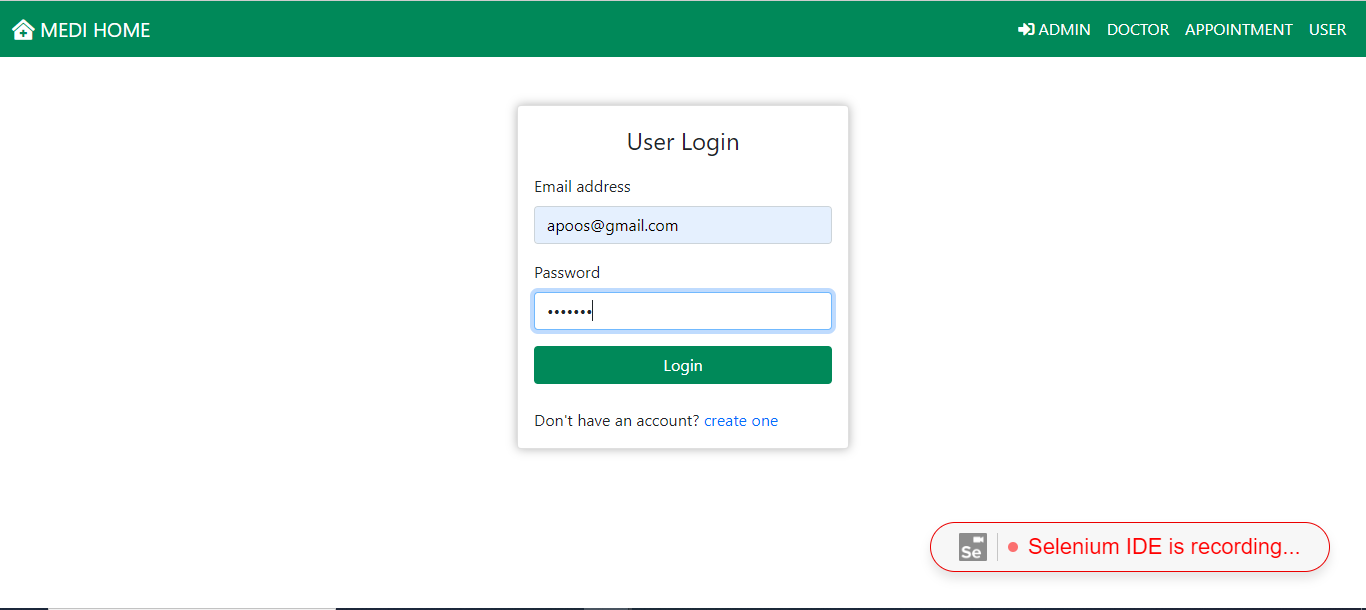 MEDI HOME
ADMIN DOCTOR APPOINTMENT USER
User Login
Email address
apoos@gmail.com
Password
•••••••
Login
Don't have an account? create one
Se Selenium IDE is recording...